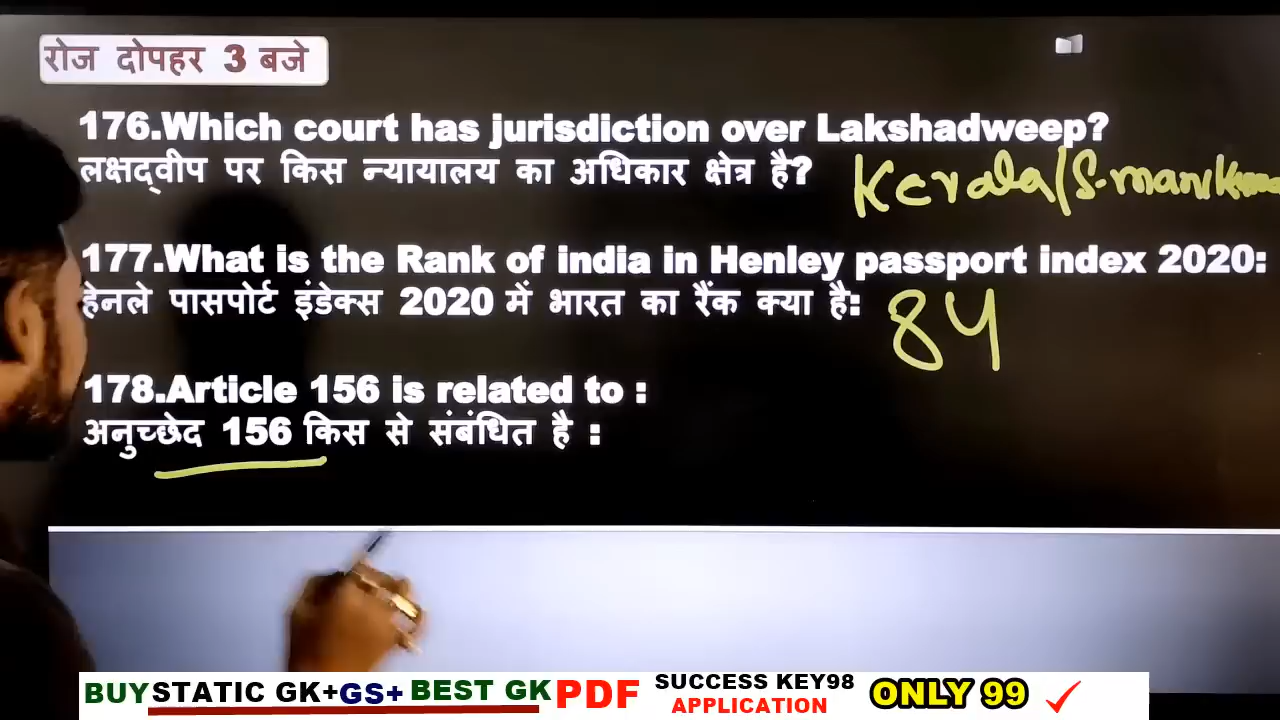 रोज दोपहर 3 बजे
176.Which court has jurisdiction over Lakshadweep?
लक्षद्वीप पर किस न्यायालय का अधिकार क्षेत्र है?
Kerala/S.mani
177.What is the Rank of india in Henley passport index 2020:
हेनले पासपोर्ट इंडेक्स 2020 में भारत का रैंक क्या है:
84
178.Article 156 is related to :
अनुच्छेद 156 किस से संबंधित है :
BUY STATIC GK+GS+ BEST GK PDF
SUCCESS KEY98
APPLICATION
ONLY 99